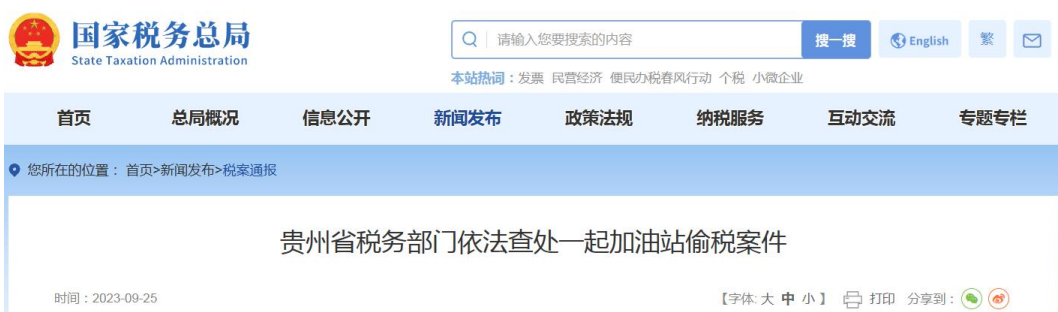 国家税务总局
State Taxation Administration
请输入您要搜索的内容
搜一搜
English
繁
本站热词：发票 民营经济 便民办税春风行动 个税 小微企业
首页 总局概况 信息公开 新闻发布 政策法规 纳税服务 互动交流 专题专栏
您所在的位置： 首页>新闻发布>税案通报
贵州省税务部门依法查处一起加油站偷税案件
时间：2023-09-25 【字体: 大 中 小 】 打印 分享到：